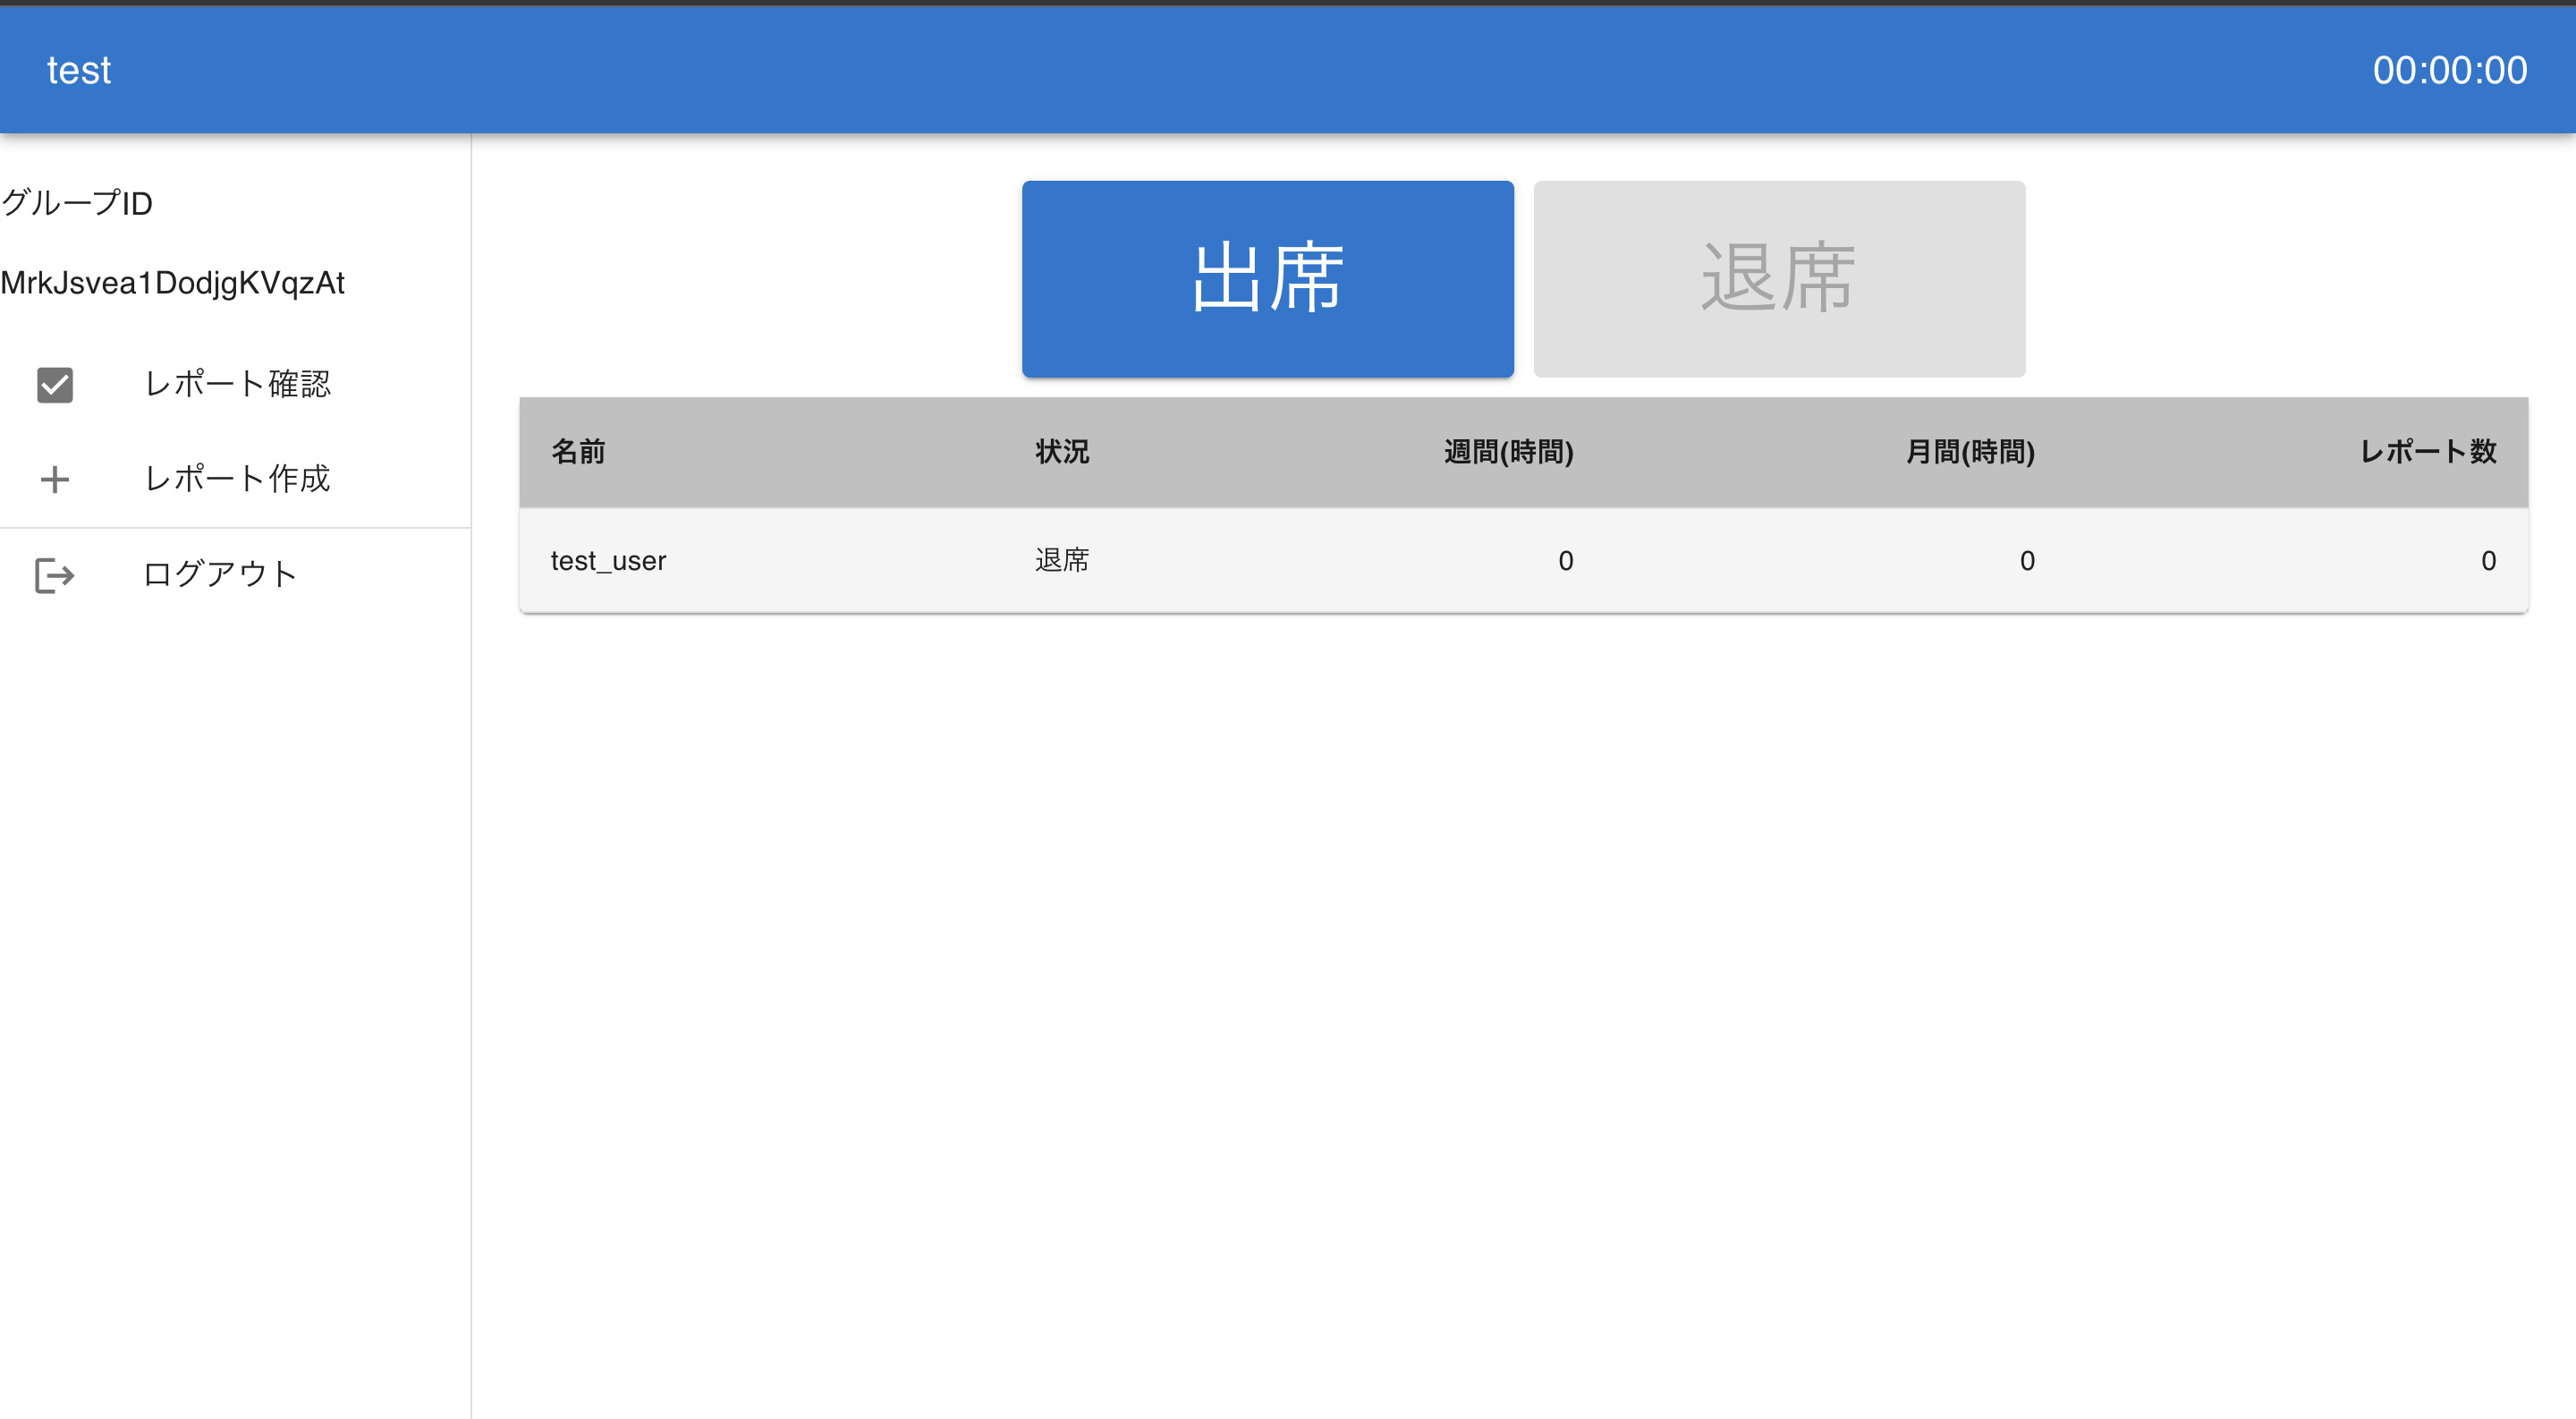 test
00:00:00
グループID
MrkJsvea1DodjgKVqzAt
レポート確認
レポート作成
ログアウト
出席
退席
名前 状況 週間(時間) 月間(時間) レポート数
test_user 退席 0 0 0